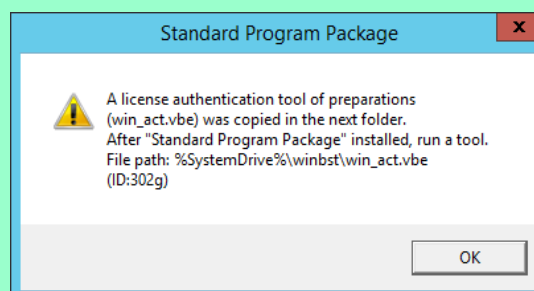 Standard Program Package
x
A license authentication tool of preparations
(win_act.vbe) was copied in the next folder.
After "Standard Program Package" installed, run a tool.
File path: %SystemDrive%\winbst\win_act.vbe
(ID:302g)
OK